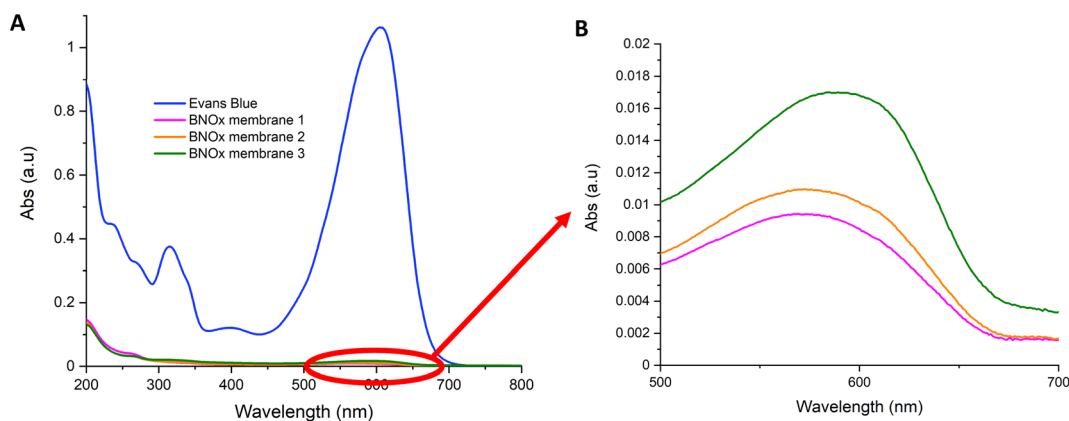 A
1
0.8
0.6
0.4
0.2
0
Abs (a.u)
Evans Blue
BNOx membrane 1
BNOx membrane 2
BNOx membrane 3
200 300 400 500 600 700 800
Wavelength (nm)
B
0.02
0.018
0.016
0.014
0.012
0.01
0.008
0.006
0.004
0.002
0
Abs (a.u)
500 600 700
Wavelength (nm)